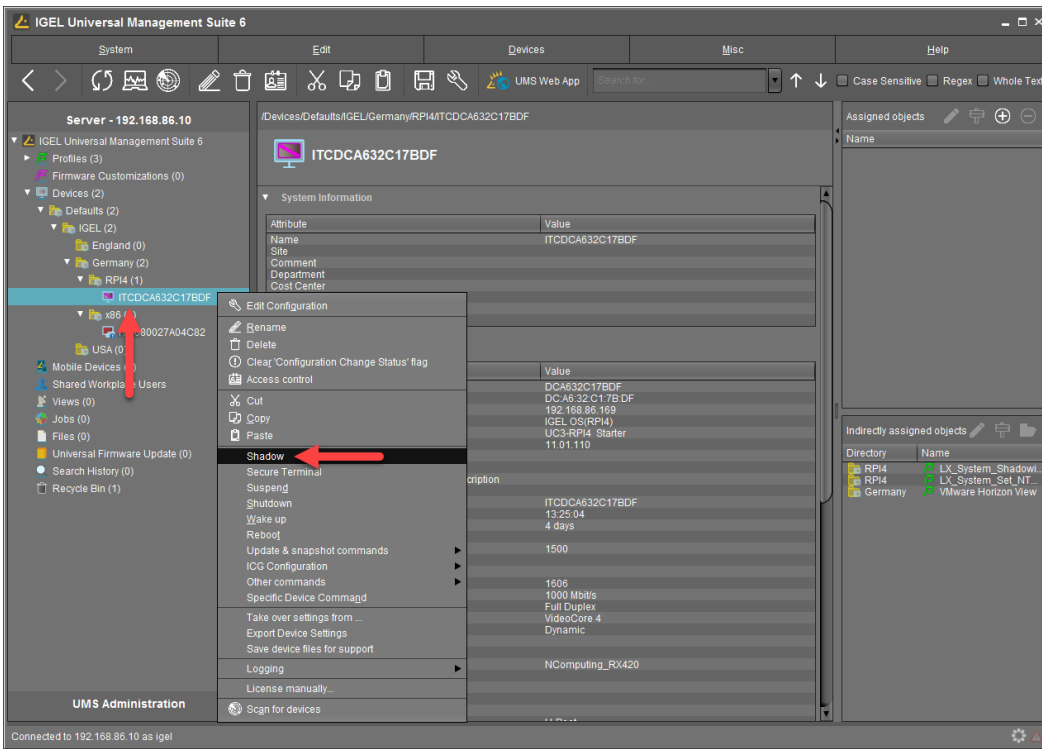 IGEL Universal Management Suite 6
System Edit Devices Misc Help
UMS Web App Search for... Case Sensitive Regex Whole Text
Server - 192.168.86.10
IGEL Universal Management Suite 6
Profiles (3)
Firmware Customizations (0)
Devices (2)
Defaults (2)
IGEL (2)
England (0)
Germany (2)
RPI4 (1)
ITCDCA632C17BDF
x86
80027A04C82
USA (0
Mobile Devices
Shared Workplace Users
Views (0)
Jobs (0)
Files (0)
Universal Firmware Update (0)
Search History (0)
Recycle Bin (1)
UMS Administration
/Devices/Defaults/IGEL/Germany/RPI4/ITCDCA632C17BDF
ITCDCA632C17BDF
System Information
Attribute Value
Name ITCDCA632C17BDF
Site
Comment
Department
Cost Center
Edit Configuration
Rename
Delete
Clear 'Configuration Change Status' flag
Access control
Cut
Copy
Paste
Shadow
Secure Terminal
Suspend
Shutdown
Wake up
Reboot
Update & snapshot commands
ICG Configuration
Other commands
Specific Device Command
Take over settings from ...
Export Device Settings
Save device files for support
Logging
License manually...
Scan for devices
Value
DCA632C17BDF
DC:A6:32:C1:7B:DF
192.168.86.169
IGEL OS(RPI4)
UC3-RPI4 Starter
11.01.110
cription
ITCDCA632C17BDF
13:25:04
4 days
1500
1606
1000 Mbit/s
Full Duplex
VideoCore 4
Dynamic
NComputing_RX420
Assigned objects
Name
Indirectly assigned objects
Directory Name
RPI4 LX_System_Shadowi...
RPI4 LX_System_Set_NT...
Germany VMware Horizon View
Connected to 192.168.86.10 as igel